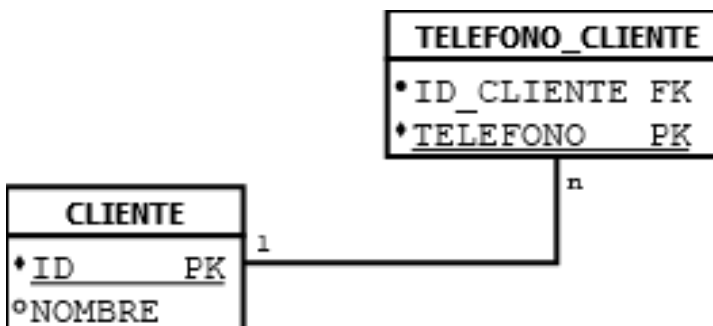 TELEFONO_CLIENTE
ID_CLIENTE FK
TELEFONO PK
n
CLIENTE
1
ID PK
NOMBRE